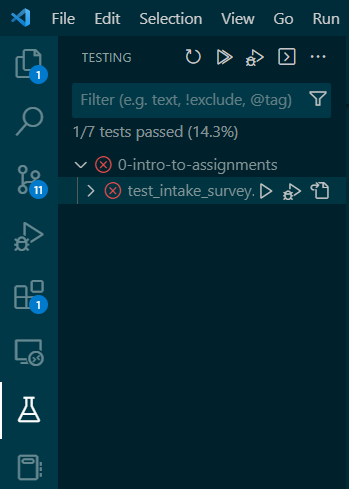 File Edit Selection View Go Run
TESTING
Filter (e.g. text, !exclude, @tag)
1/7 tests passed (14.3%)
0-intro-to-assignments
test_intake_survey.
1
11
1